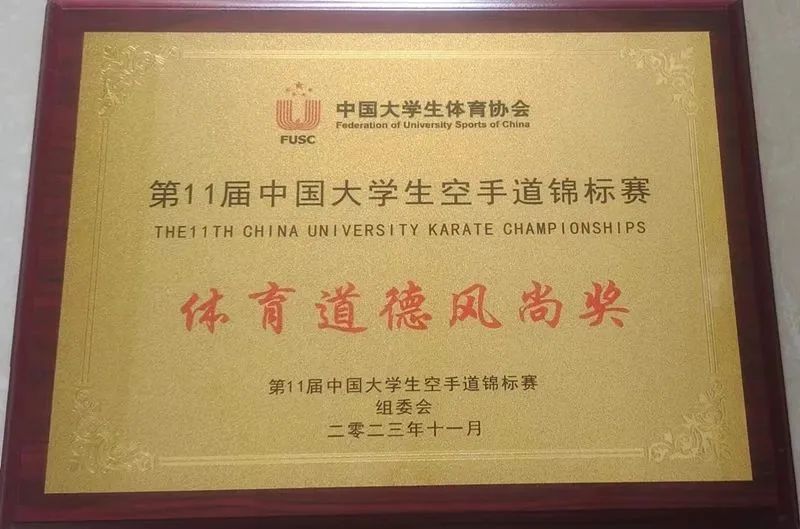 中国大学生体育协会
Federation of University Sports of China
FUSC
第11届中国大学生空手道锦标赛
THE11TH CHINA UNIVERSITY KARATE CHAMPIONSHIPS
体育道德风尚奖
第11届中国大学生空手道锦标赛
组委会
二零二三年十一月